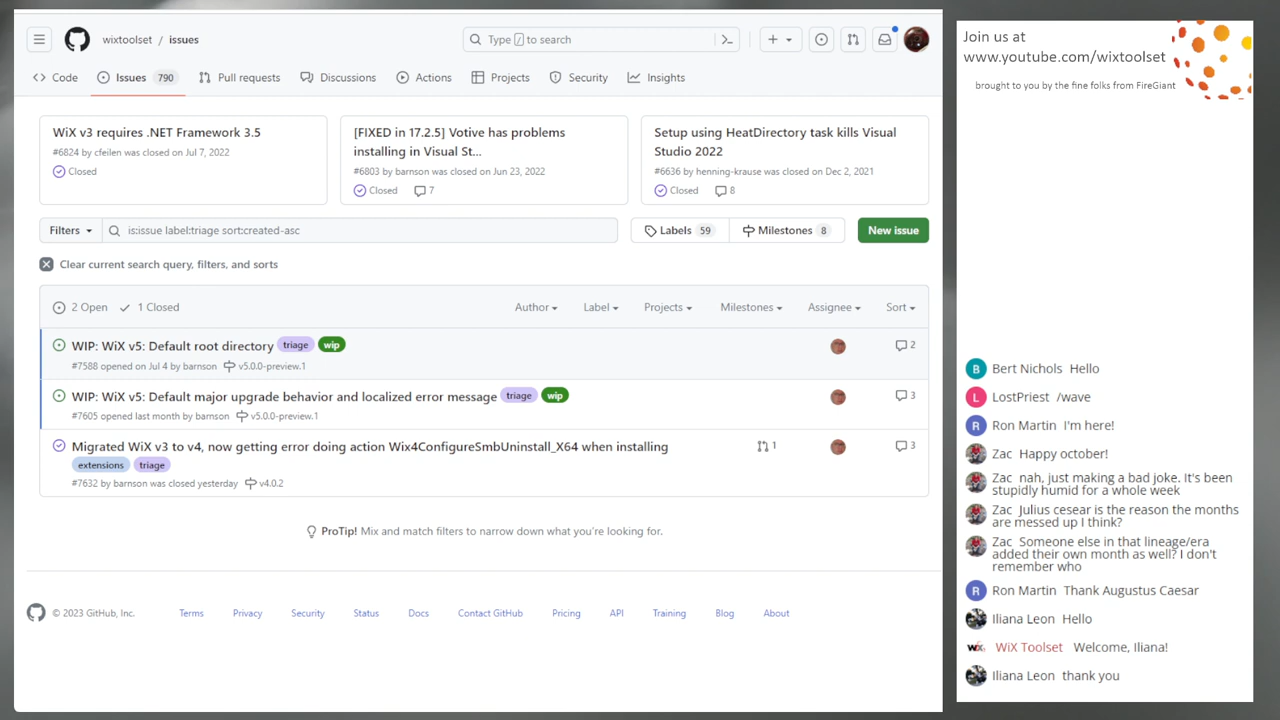 wixtoolset / issues
Type / to search
Code
Issues 790
Pull requests
Discussions
Actions
Projects
Security
Insights
WiX v3 requires .NET Framework 3.5
#6824 by cfeilen was closed on Jul 7, 2022
Closed
[FIXED in 17.2.5] Votive has problems
installing in Visual St...
#6803 by barnson was closed on Jun 23, 2022
Closed 7
Setup using HeatDirectory task kills Visual
Studio 2022
#6636 by henning-krause was closed on Dec 2, 2021
Closed 8
Filters
is:issue label:triage sort:created-asc
Labels 59
Milestones 8
New issue
Clear current search query, filters, and sorts
2 Open 1 Closed
Author Label Projects Milestones Assignee Sort
WIP: WiX v5: Default root directory triage wip 2
#7588 opened on Jul 4 by barnson v5.0.0-preview.1
WIP: WiX v5: Default major upgrade behavior and localized error message triage wip 3
#7605 opened last month by barnson v5.0.0-preview.1
Migrated WiX v3 to v4, now getting error doing action Wix4ConfigureSmbUninstall_X64 when installing 1 3
extensions triage
#7632 by barnson was closed yesterday v4.0.2
ProTip! Mix and match filters to narrow down what you're looking for.
© 2023 GitHub, Inc. Terms Privacy Security Status Docs Contact GitHub Pricing API Training Blog About
Join us at
www.youtube.com/wixtoolset
brought to you by the fine folks from FireGiant
B Bert Nichols Hello
L LostPriest /wave
R Ron Martin I'm here!
Zac Happy october!
Zac nah, just making a bad joke. It's been
stupidly humid for a whole week
Zac Julius cesear is the reason the months
are messed up I think?
Zac Someone else in that lineage/era
added their own month as well? I don't
remember who
R Ron Martin Thank Augustus Caesar
Iliana Leon Hello
WiX WiX Toolset Welcome, Iliana!
Iliana Leon thank you